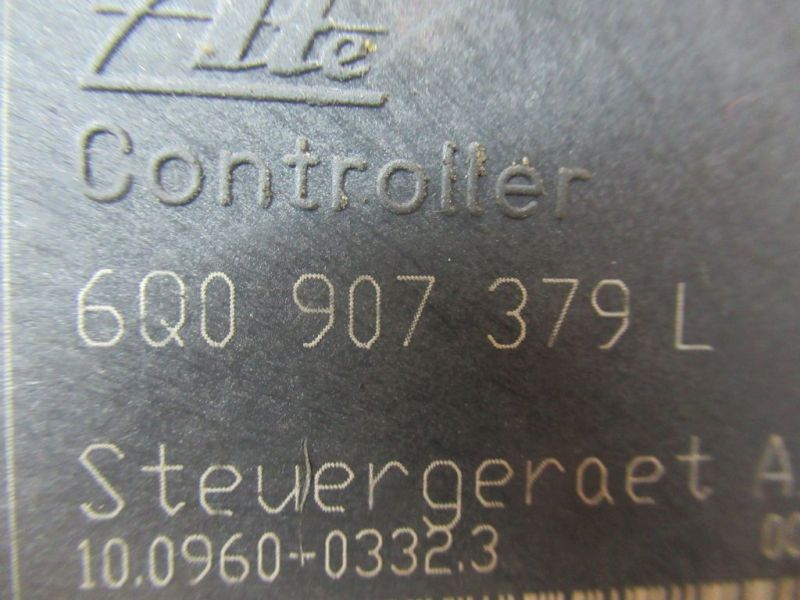 Ate
Controller
6Q0 907 379 L
Steuergeraet A
10.0960-0332.3